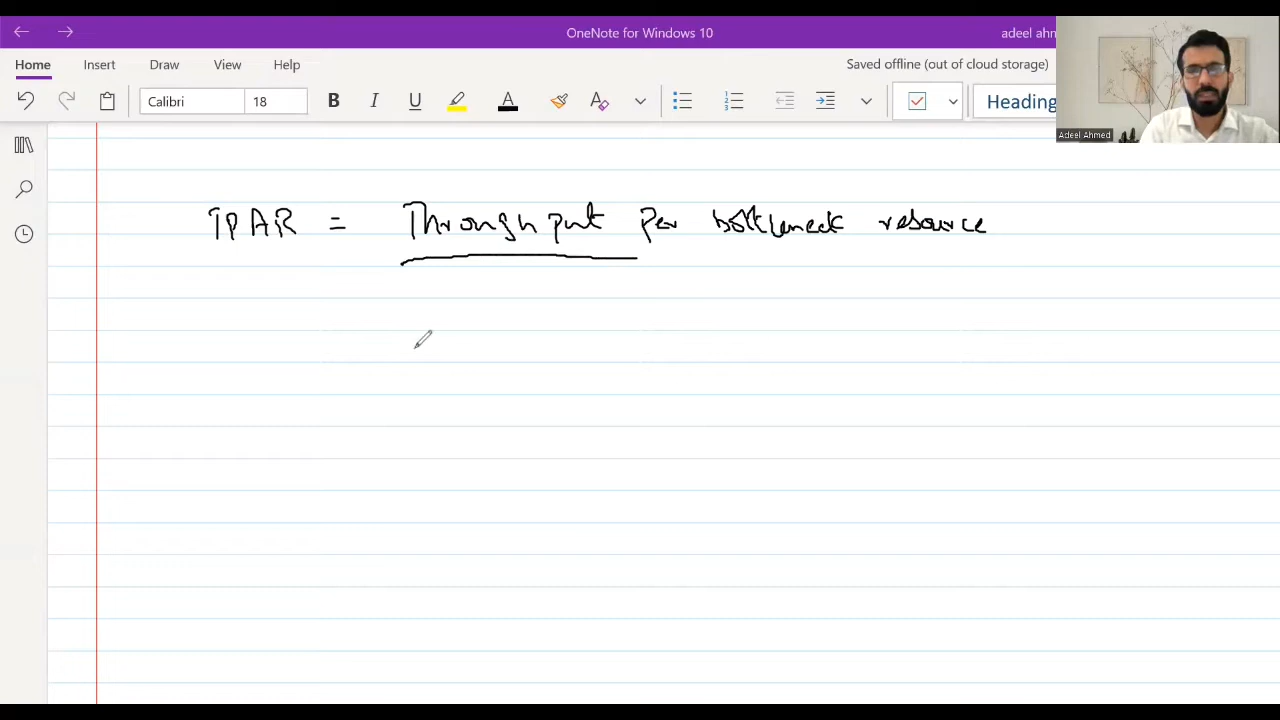 OneNote for Windows 10
adeel ahm
Home Insert Draw View Help
Saved offline (out of cloud storage)
Calibri 18 B I U A A Heading
Adeel Ahmed
TPAR = Throughput Per bottleneck resource